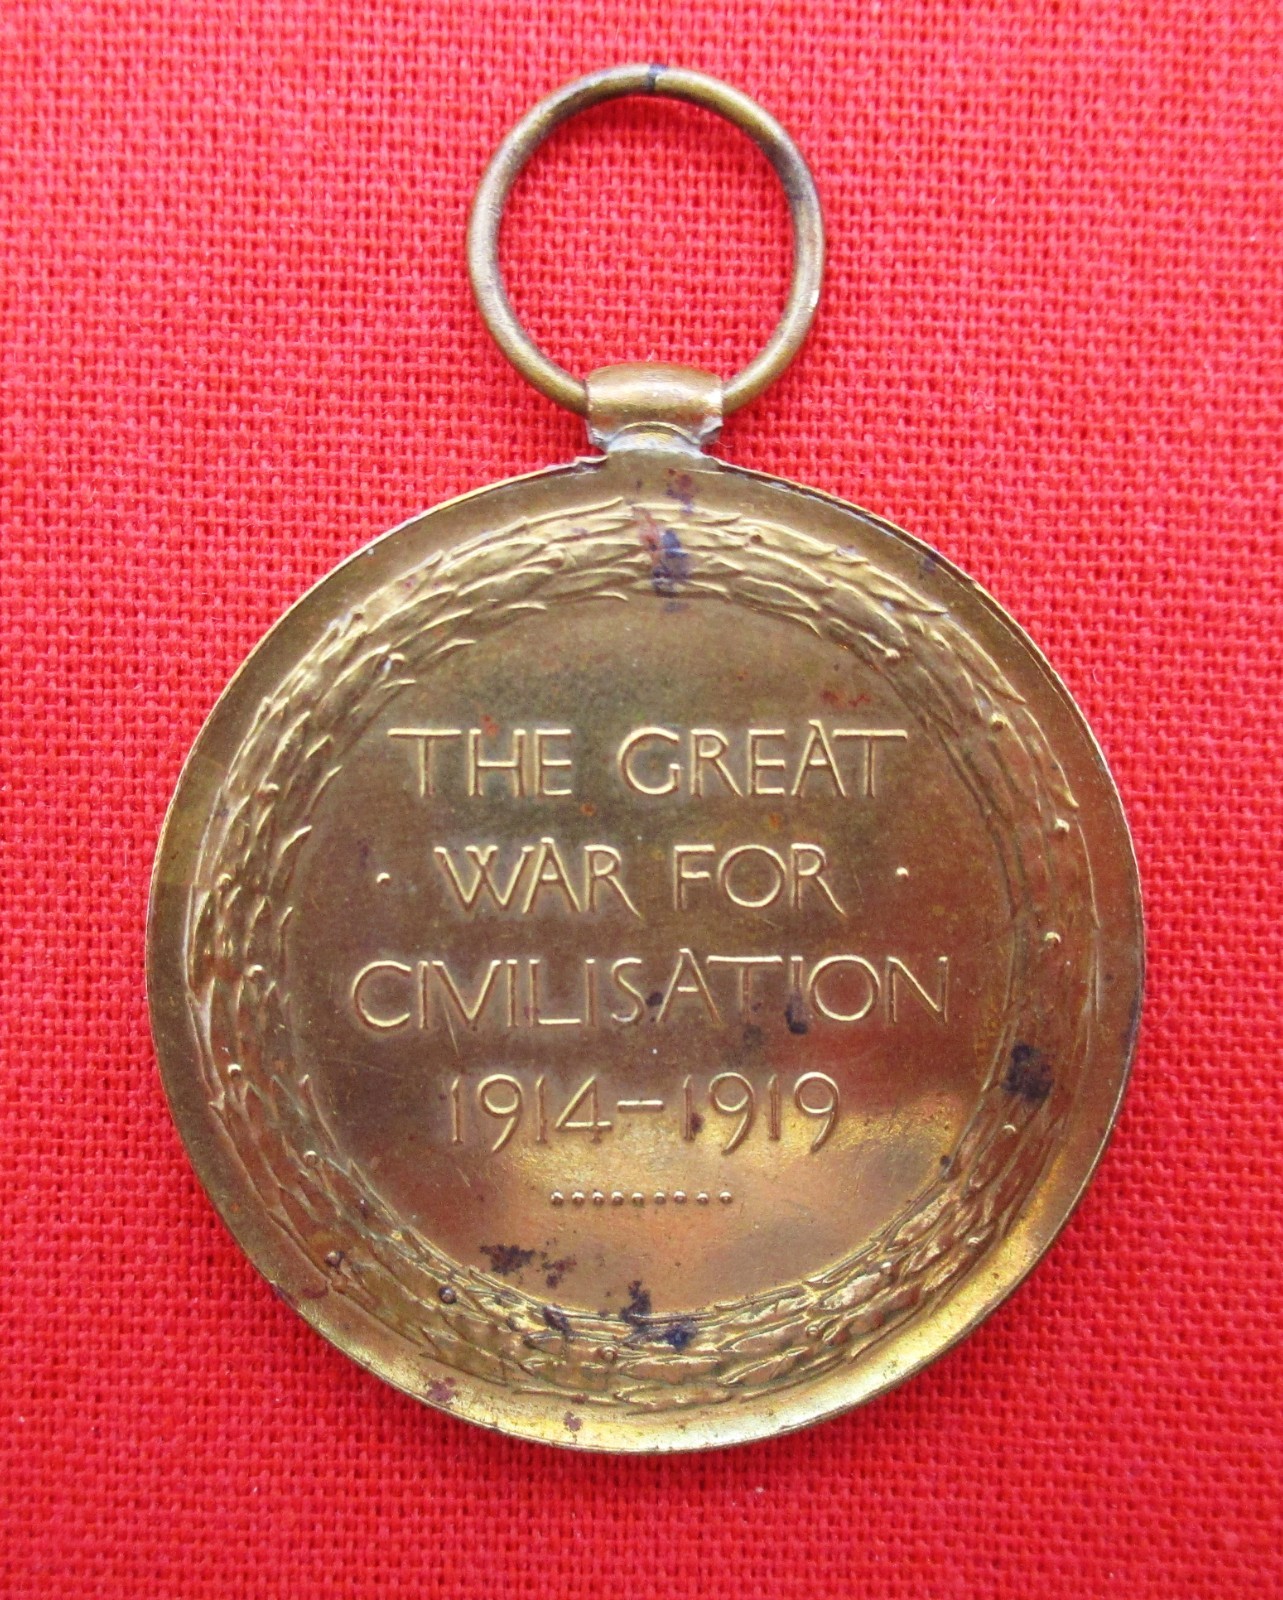 THE GREAT
· WAR FOR ·
CIVILISATION
1914–1919